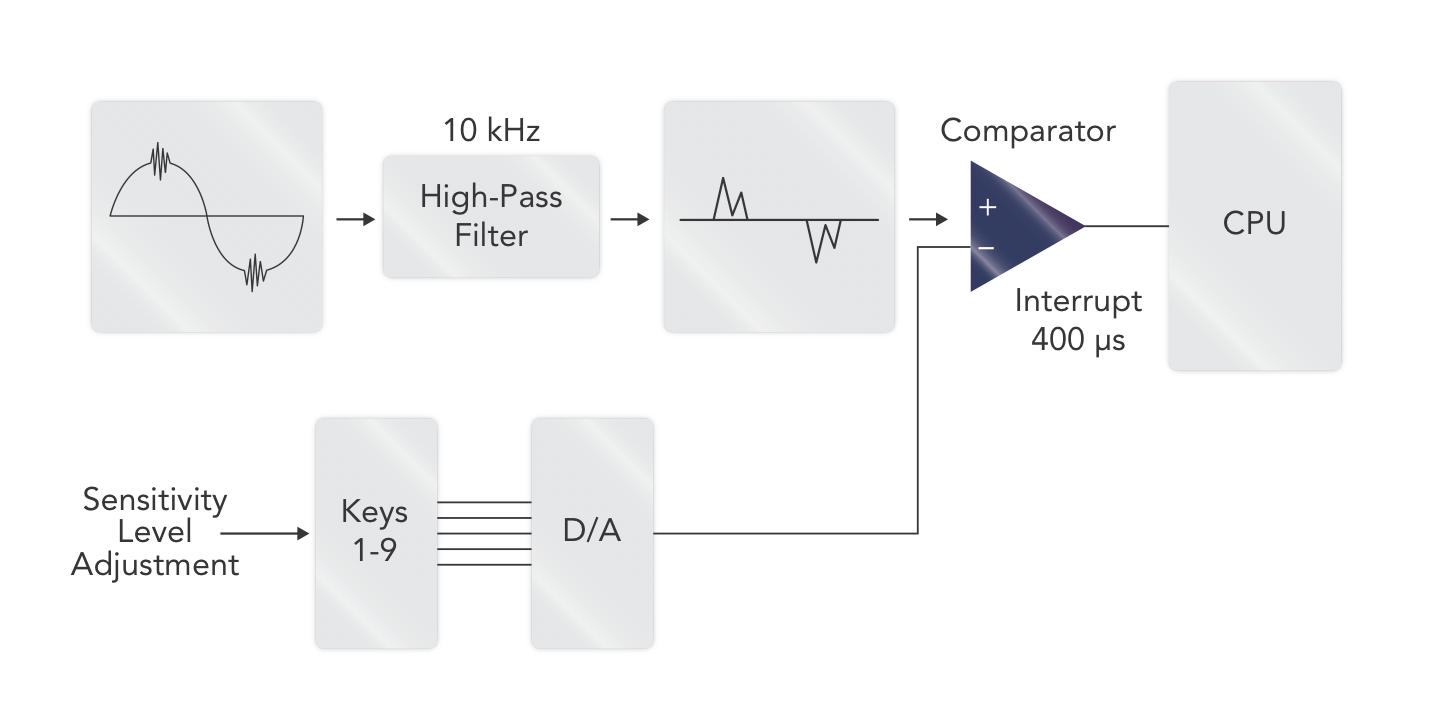 10 kHz
High-Pass
Filter
Comparator
+
−
CPU
Interrupt
400 µs
Sensitivity
Level
Adjustment
Keys
1-9
D/A